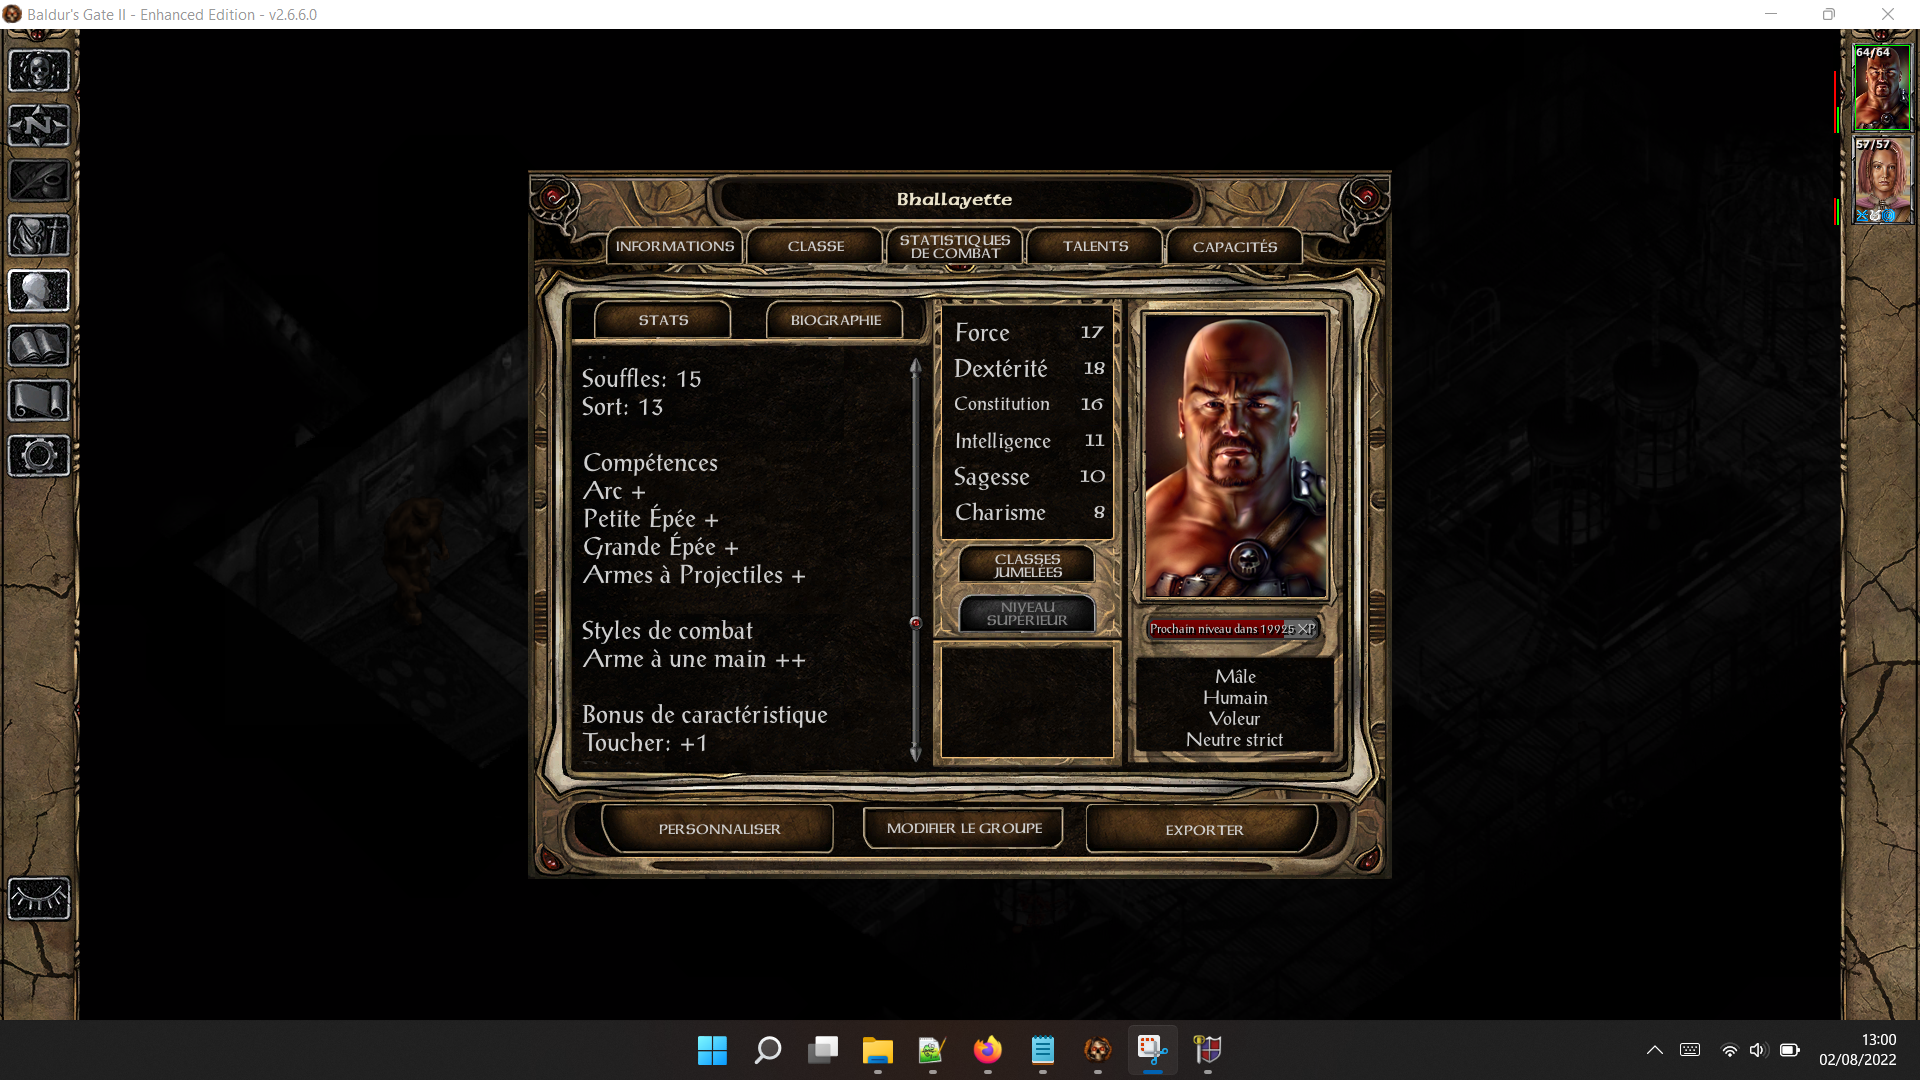 Baldur's Gate II - Enhanced Edition - v2.6.6.0
64/64
57/57
Bhallayette
INFORMATIONS
CLASSE
STATISTIQUES
DE COMBAT
TALENTS
CAPACITÉS
STATS
BIOGRAPHIE
Souffles: 15
Sort: 13
Compétences
Arc +
Petite Épée +
Grande Épée +
Armes à Projectiles +
Styles de combat
Arme à une main ++
Bonus de caractéristique
Toucher: +1
Force 17
Dextérité 18
Constitution 16
Intelligence 11
Sagesse 10
Charisme 8
CLASSES
JUMELÉES
NIVEAU
SUPÉRIEUR
Prochain niveau dans 19925 XP
Mâle
Humain
Voleur
Neutre strict
PERSONNALISER
MODIFIER LE GROUPE
EXPORTER
13:00
02/08/2022